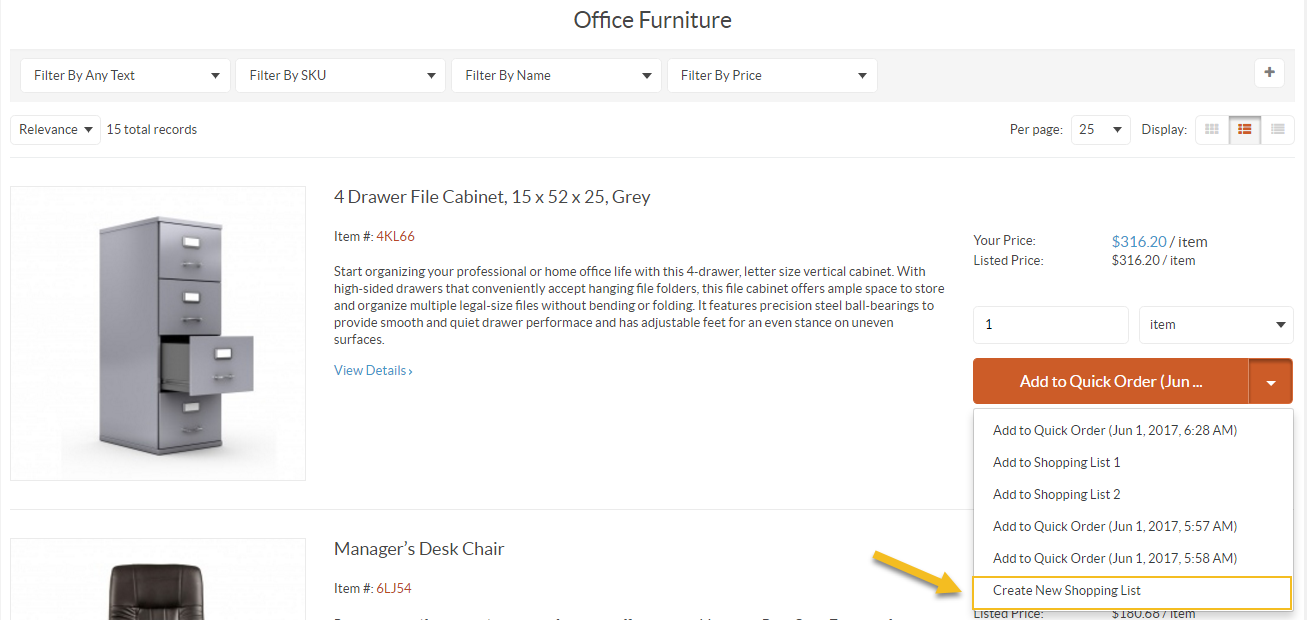 Office Furniture
Filter By Any Text
Filter By SKU
Filter By Name
Filter By Price
+
Relevance
15 total records
Per page:
25
Display:
4 Drawer File Cabinet, 15 x 52 x 25, Grey
Item #: 4KL66
Start organizing your professional or home office life with this 4-drawer, letter size vertical cabinet. With
high-sided drawers that conveniently accept hanging file folders, this file cabinet offers ample space to store
and organize multiple legal-size files without bending or folding. It features precision steel ball-bearings to
provide smooth and quiet drawer performace and has adjustable feet for an even stance on uneven
surfaces.
View Details ›
Your Price: $316.20 / item
Listed Price: $316.20 / item
1
item
Add to Quick Order (Jun ...
Add to Quick Order (Jun 1, 2017, 6:28 AM)
Add to Shopping List 1
Add to Shopping List 2
Add to Quick Order (Jun 1, 2017, 5:57 AM)
Add to Quick Order (Jun 1, 2017, 5:58 AM)
Create New Shopping List
Manager’s Desk Chair
Item #: 6LJ54
Listed Price: $180.68 / item